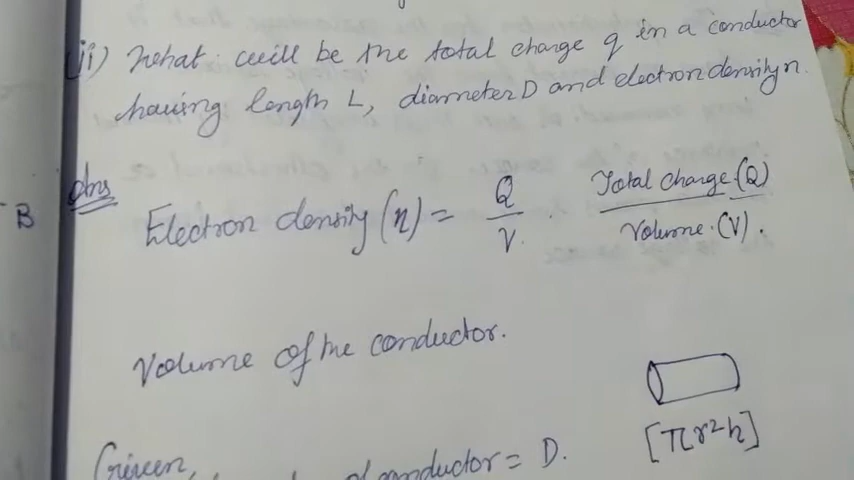 (ii) What will be the total charge q in a conductor
having length L, diameter D and electron density n.
Ans
B
Electron density (n) = Q/V . Total charge (Q)/Volume (V).
Volume of the conductor.
[πr²h]
Given,
of conductor = D.